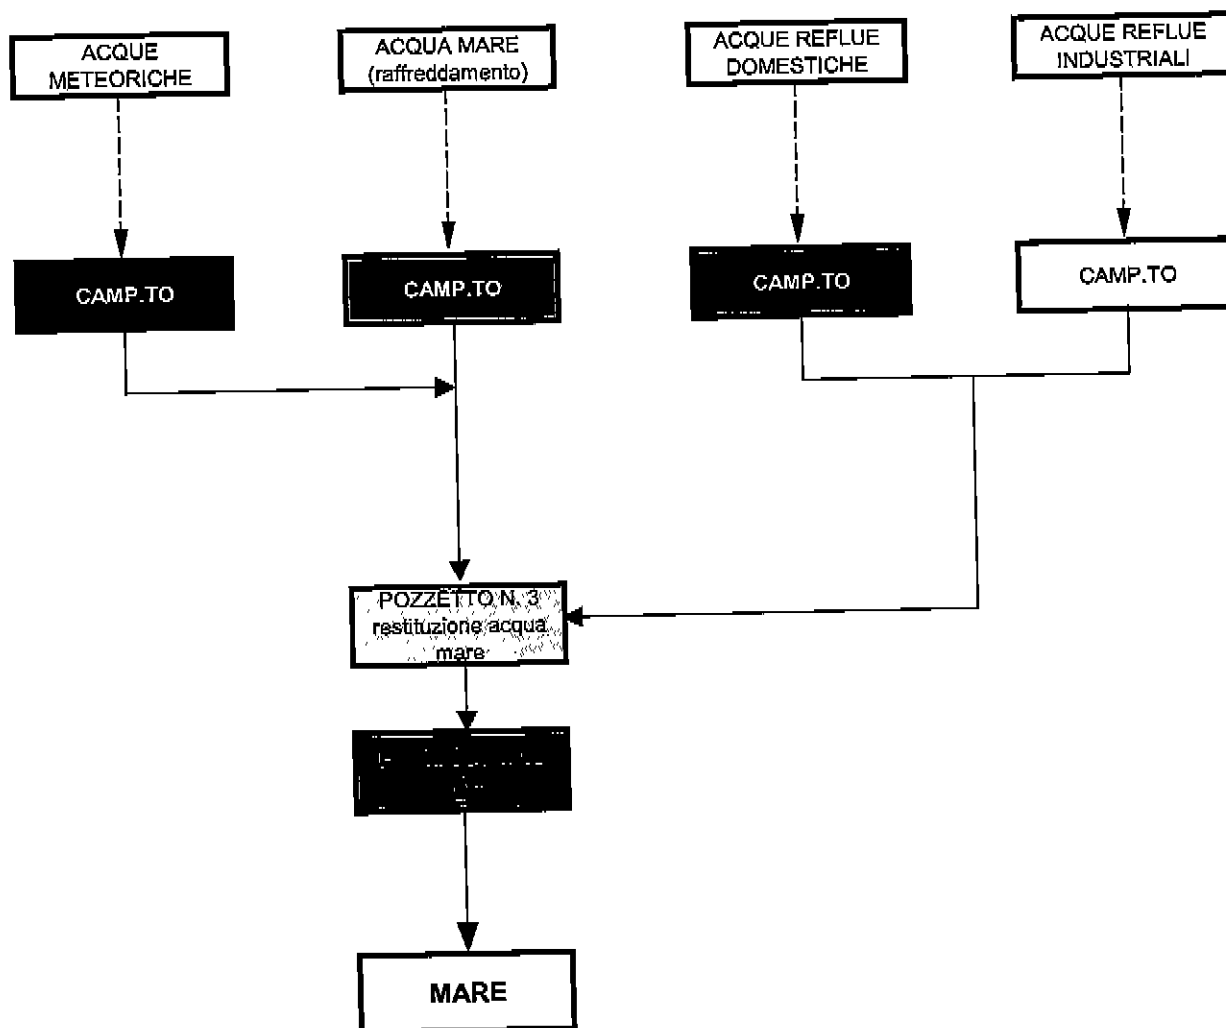 ACQUE
METEORICHE
ACQUA MARE
(raffreddamento)
ACQUE REFLUE
DOMESTICHE
ACQUE REFLUE
INDUSTRIALI
CAMP.TO
CAMP.TO
CAMP.TO
CAMP.TO
POZZETTO N. 3
restituzione acqua
mare
MARE